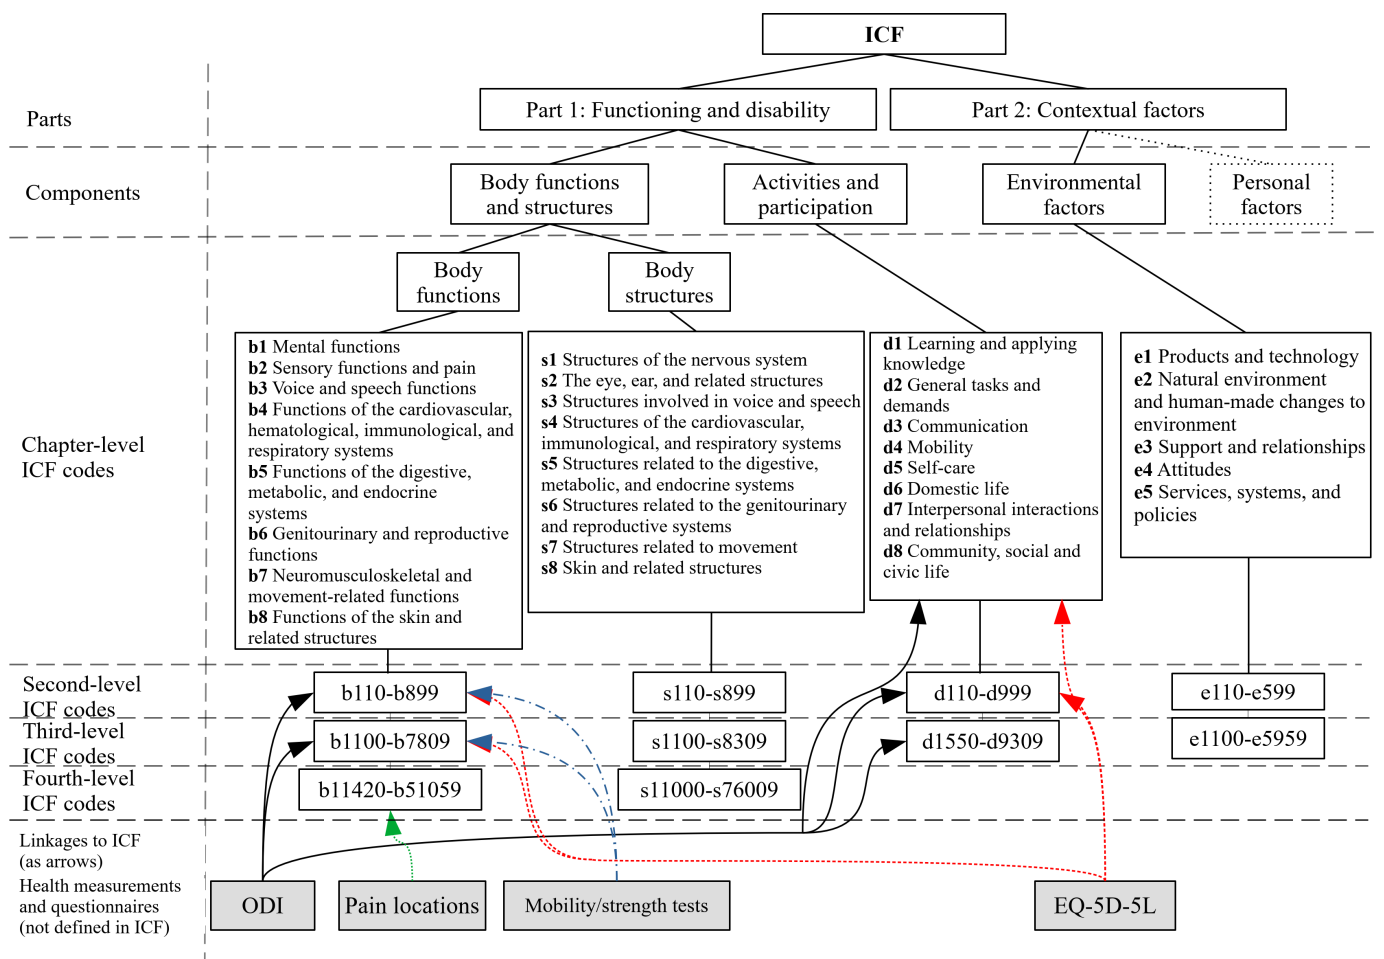 ICF
Parts
Part 1: Functioning and disability
Part 2: Contextual factors
Components
Body functions
and structures
Activities and
participation
Environmental
factors
Personal
factors
Body
functions
Body
structures
Chapter-level
ICF codes
b1 Mental functions
b2 Sensory functions and pain
b3 Voice and speech functions
b4 Functions of the cardiovascular,
hematological, immunological, and
respiratory systems
b5 Functions of the digestive,
metabolic, and endocrine
systems
b6 Genitourinary and reproductive
functions
b7 Neuromusculoskeletal and
movement-related functions
b8 Functions of the skin and
related structures
s1 Structures of the nervous system
s2 The eye, ear, and related structures
s3 Structures involved in voice and speech
s4 Structures of the cardiovascular,
immunological, and respiratory systems
s5 Structures related to the digestive,
metabolic, and endocrine systems
s6 Structures related to the genitourinary
and reproductive systems
s7 Structures related to movement
s8 Skin and related structures
d1 Learning and applying
knowledge
d2 General tasks and
demands
d3 Communication
d4 Mobility
d5 Self-care
d6 Domestic life
d7 Interpersonal interactions
and relationships
d8 Community, social and
civic life
e1 Products and technology
e2 Natural environment
and human-made changes to
environment
e3 Support and relationships
e4 Attitudes
e5 Services, systems, and
policies
Second-level
ICF codes
b110-b899
s110-s899
d110-d999
e110-e599
Third-level
ICF codes
b1100-b7809
s1100-s8309
d1550-d9309
e1100-e5959
Fourth-level
ICF codes
b11420-b51059
s11000-s76009
Linkages to ICF
(as arrows)
Health measurements
and questionnaires
(not defined in ICF)
ODI
Pain locations
Mobility/strength tests
EQ-5D-5L